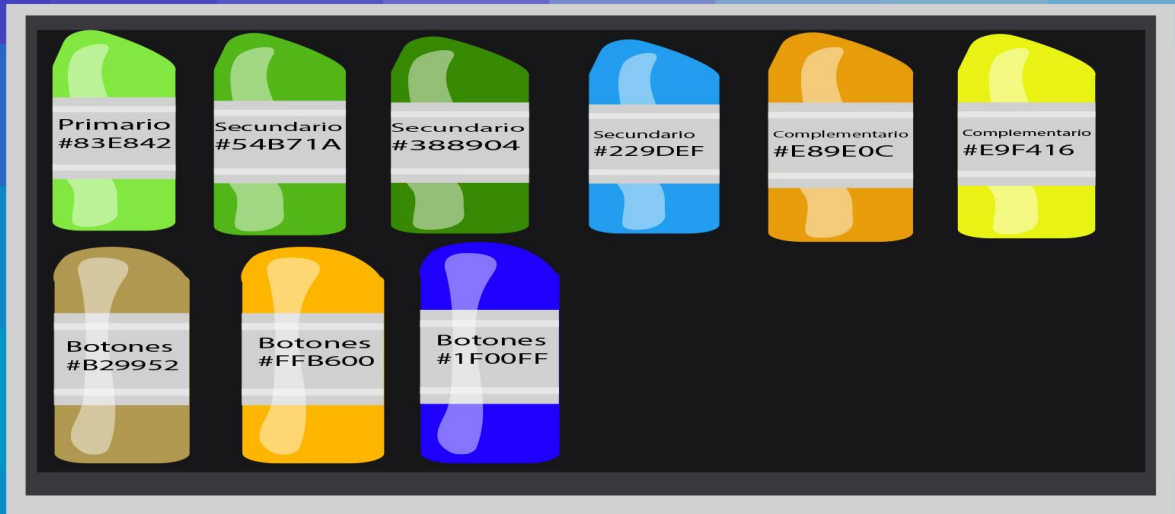 Primario
#83E842
Secundario
#54B71A
Secundario
#388904
Secundario
#229DEF
Complementario
#E89E0C
Complementario
#E9F416
Botones
#B29952
Botones
#FFB600
Botones
#1F00FF